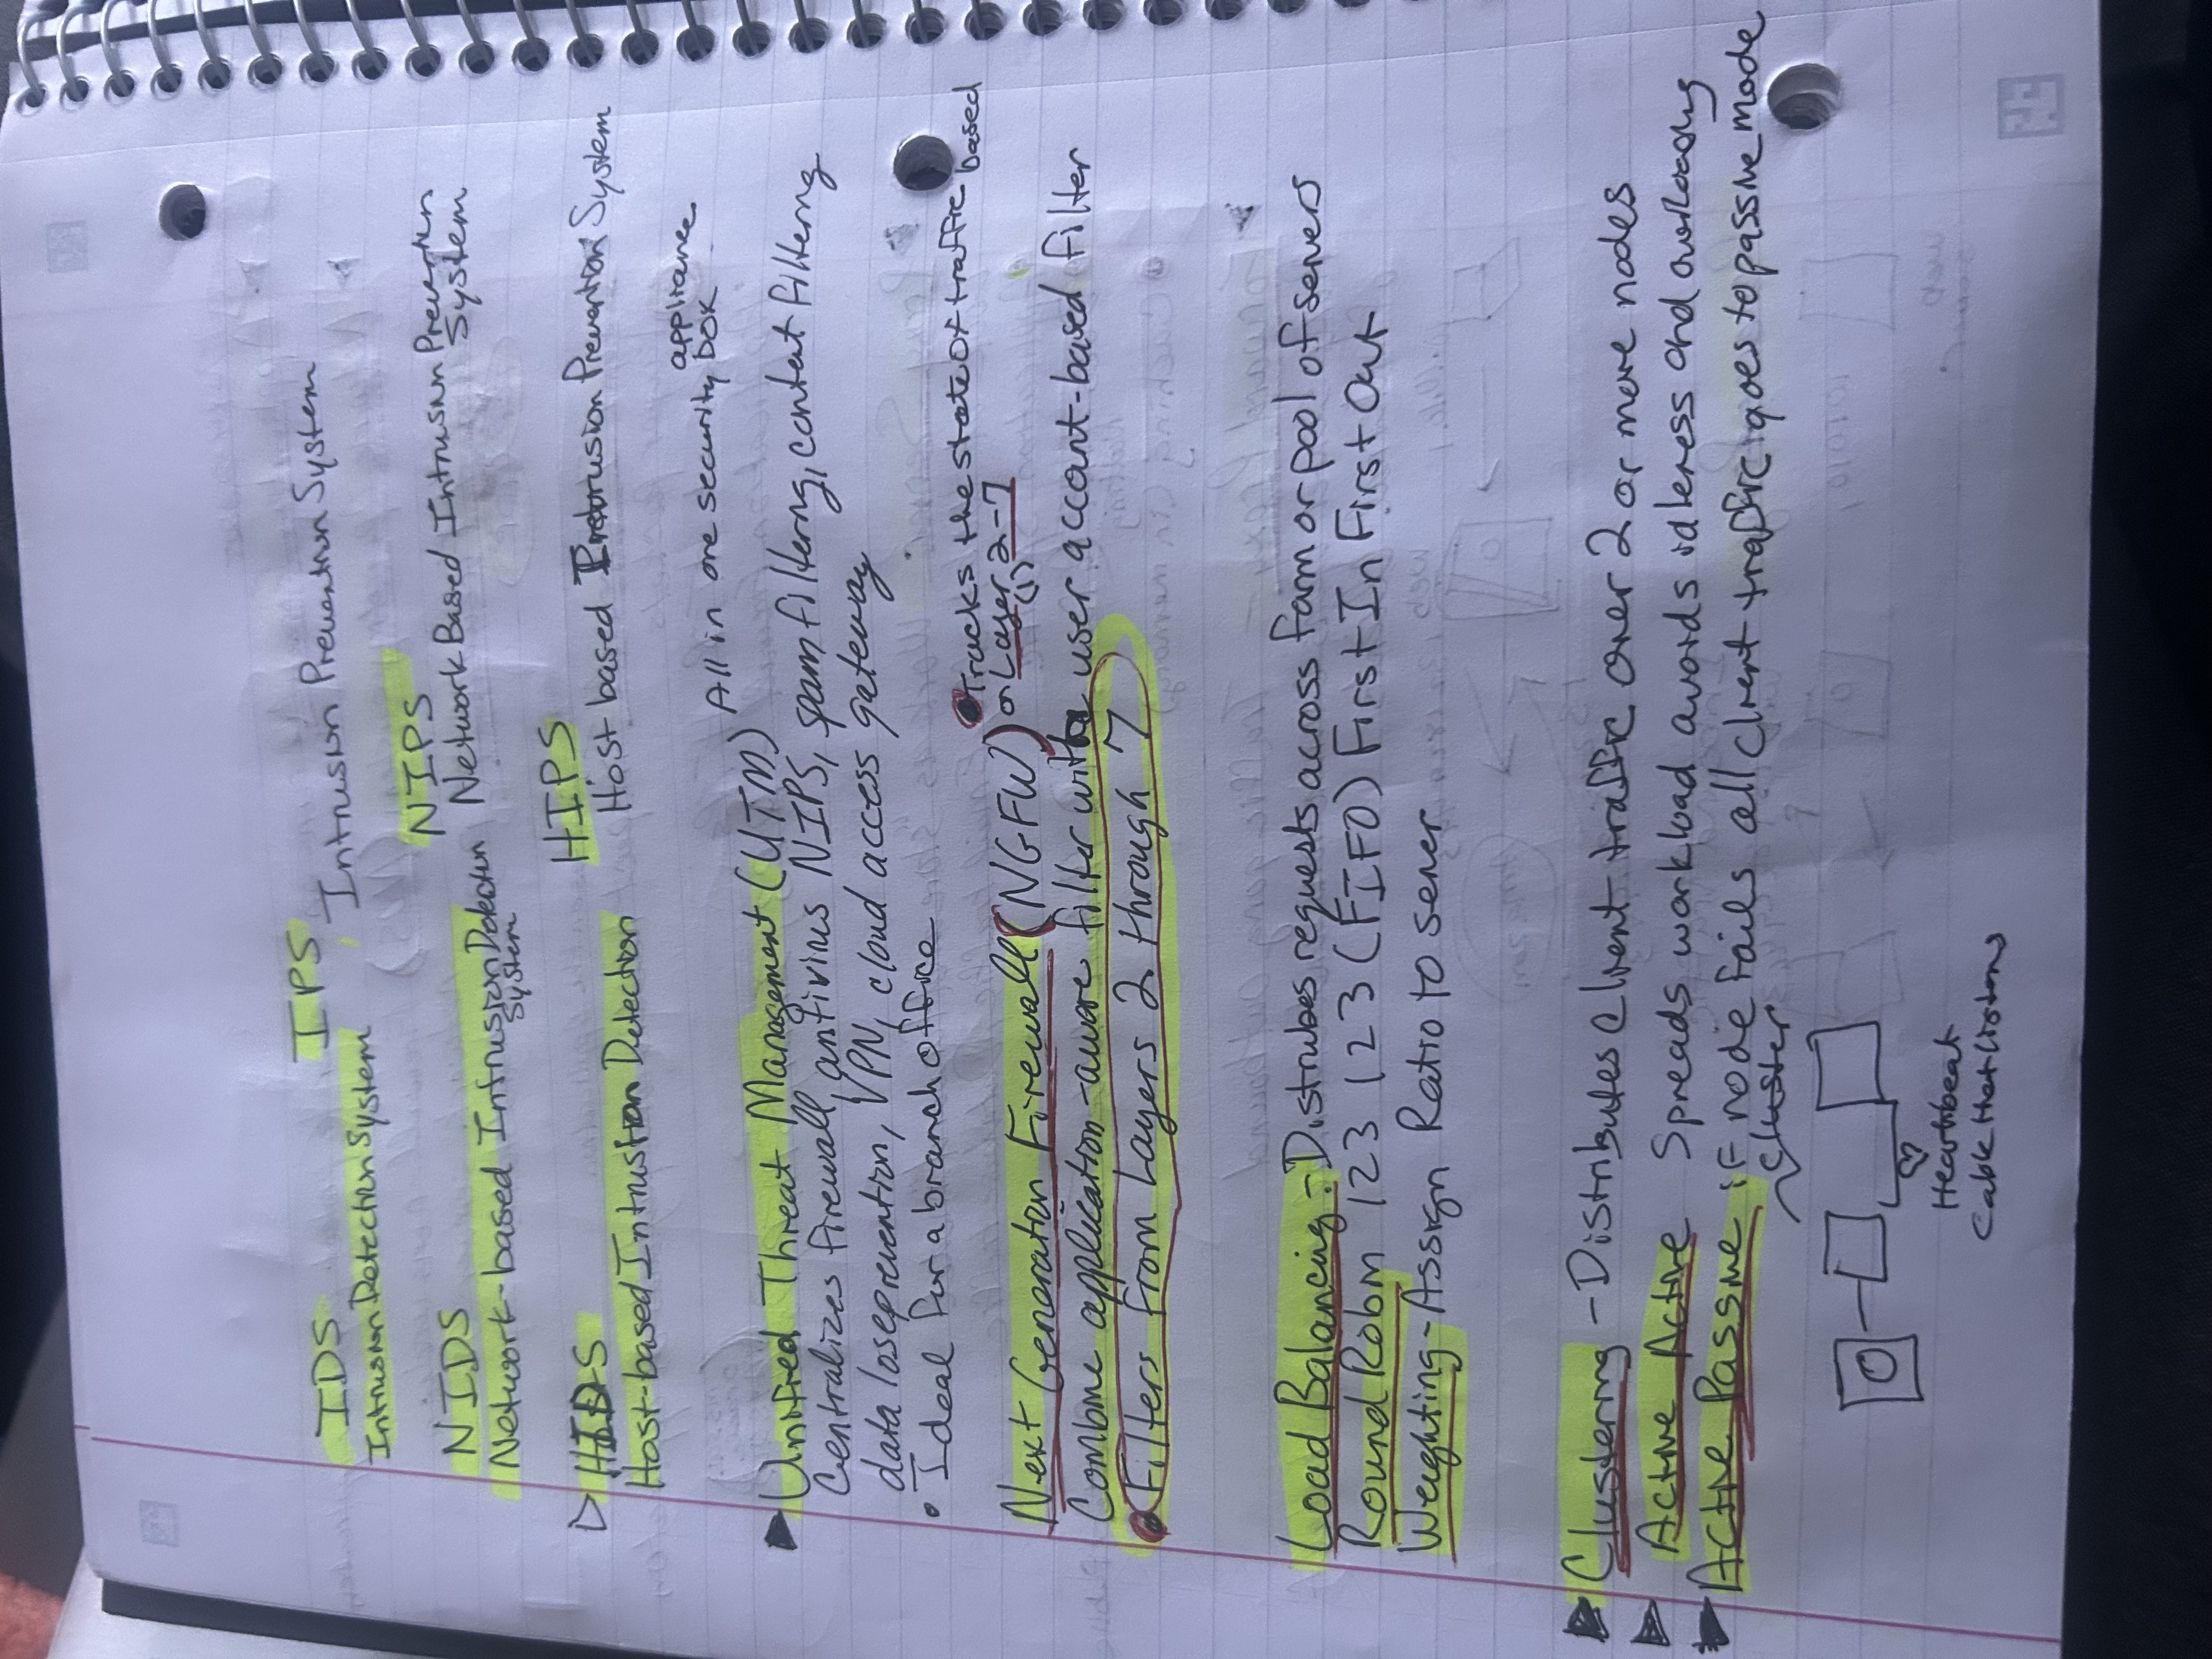 IDS
Intrusion Detection System
IPS
Intrusion Prevention System
NIDS
Network-based Intrusion Detection
System
NIPS
Network Based Intrusion Prevention
System
HIDS
Host-based Intrustion Detection
HIPS
Host based Intrusion Prevention System
appliance
All in one security box
Unified Threat Management (UTM)
Centralizes firewall, antivirus NIPS, spam filtering, content filtering
data lose prevention, VPN, cloud access gateway
• Ideal for a branch office
• Tracks the state of traffic based
on Layer 2-7
(1)
Next Generation Firewall (NGFW)
Combine application-aware filter with user account-based filter
• Filters from Layers 2 through 7
Load Balancing - Distrubes requests across farm or pool of servers
Round Robin 123 123 (FIFO) First In First Out
Weighting - Assign Ratio to server
Clustering - Distributes client traffic over 2 or more nodes
Active Active Spreads workload avoids idleness and overloading
Active Passive if node fails all client traffic goes to passive mode
cluster
Heartbeat
Cable that listens